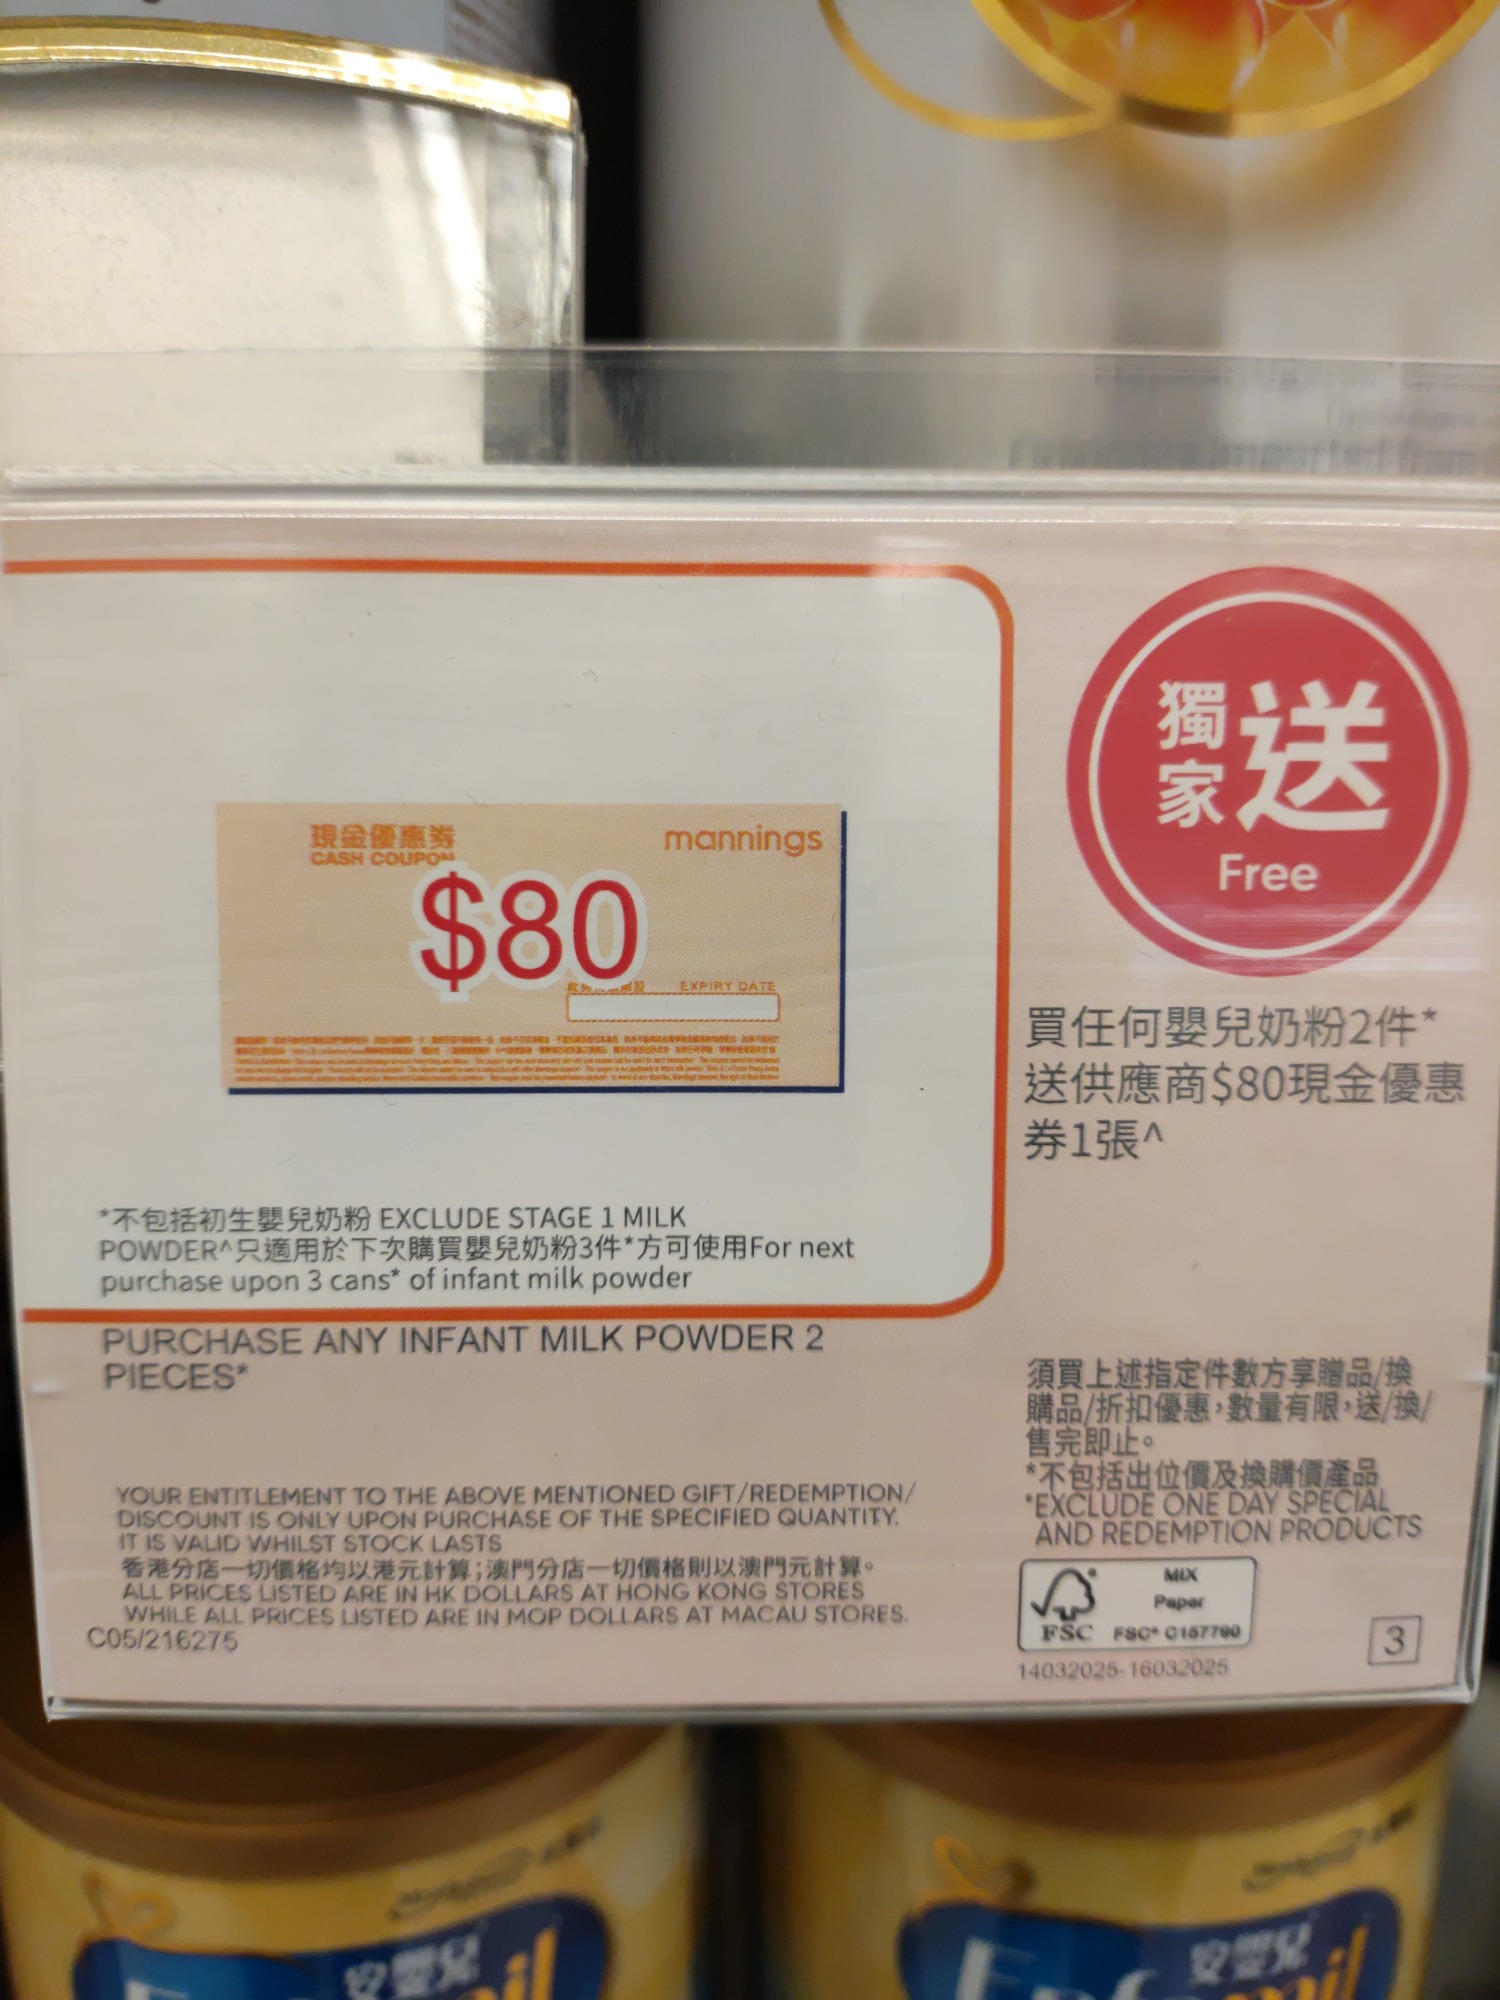 現金優惠券
CASH COUPON
mannings
$80
EXPIRY DATE
獨家
送
Free
買任何嬰兒奶粉2件*
送供應商$80現金優惠
券1張^
*不包括初生嬰兒奶粉 EXCLUDE STAGE 1 MILK
POWDER^只適用於下次購買嬰兒奶粉3件*方可使用For next
purchase upon 3 cans* of infant milk powder
PURCHASE ANY INFANT MILK POWDER 2
PIECES*
須買上述指定件數方享贈品/換
購品/折扣優惠，數量有限，送/換/
售完即止。
*不包括出位價及換購價產品
*EXCLUDE ONE DAY SPECIAL
AND REDEMPTION PRODUCTS
YOUR ENTITLEMENT TO THE ABOVE MENTIONED GIFT/REDEMPTION/
DISCOUNT IS ONLY UPON PURCHASE OF THE SPECIFIED QUANTITY.
IT IS VALID WHILST STOCK LASTS
香港分店一切價格均以港元計算；澳門分店一切價格則以澳門元計算。
ALL PRICES LISTED ARE IN HK DOLLARS AT HONG KONG STORES
WHILE ALL PRICES LISTED ARE IN MOP DOLLARS AT MACAU STORES.
C05/216275
FSC
MIX
Paper
FSC® C157790
14032025-16032025
3
安嬰兒
安嬰兒